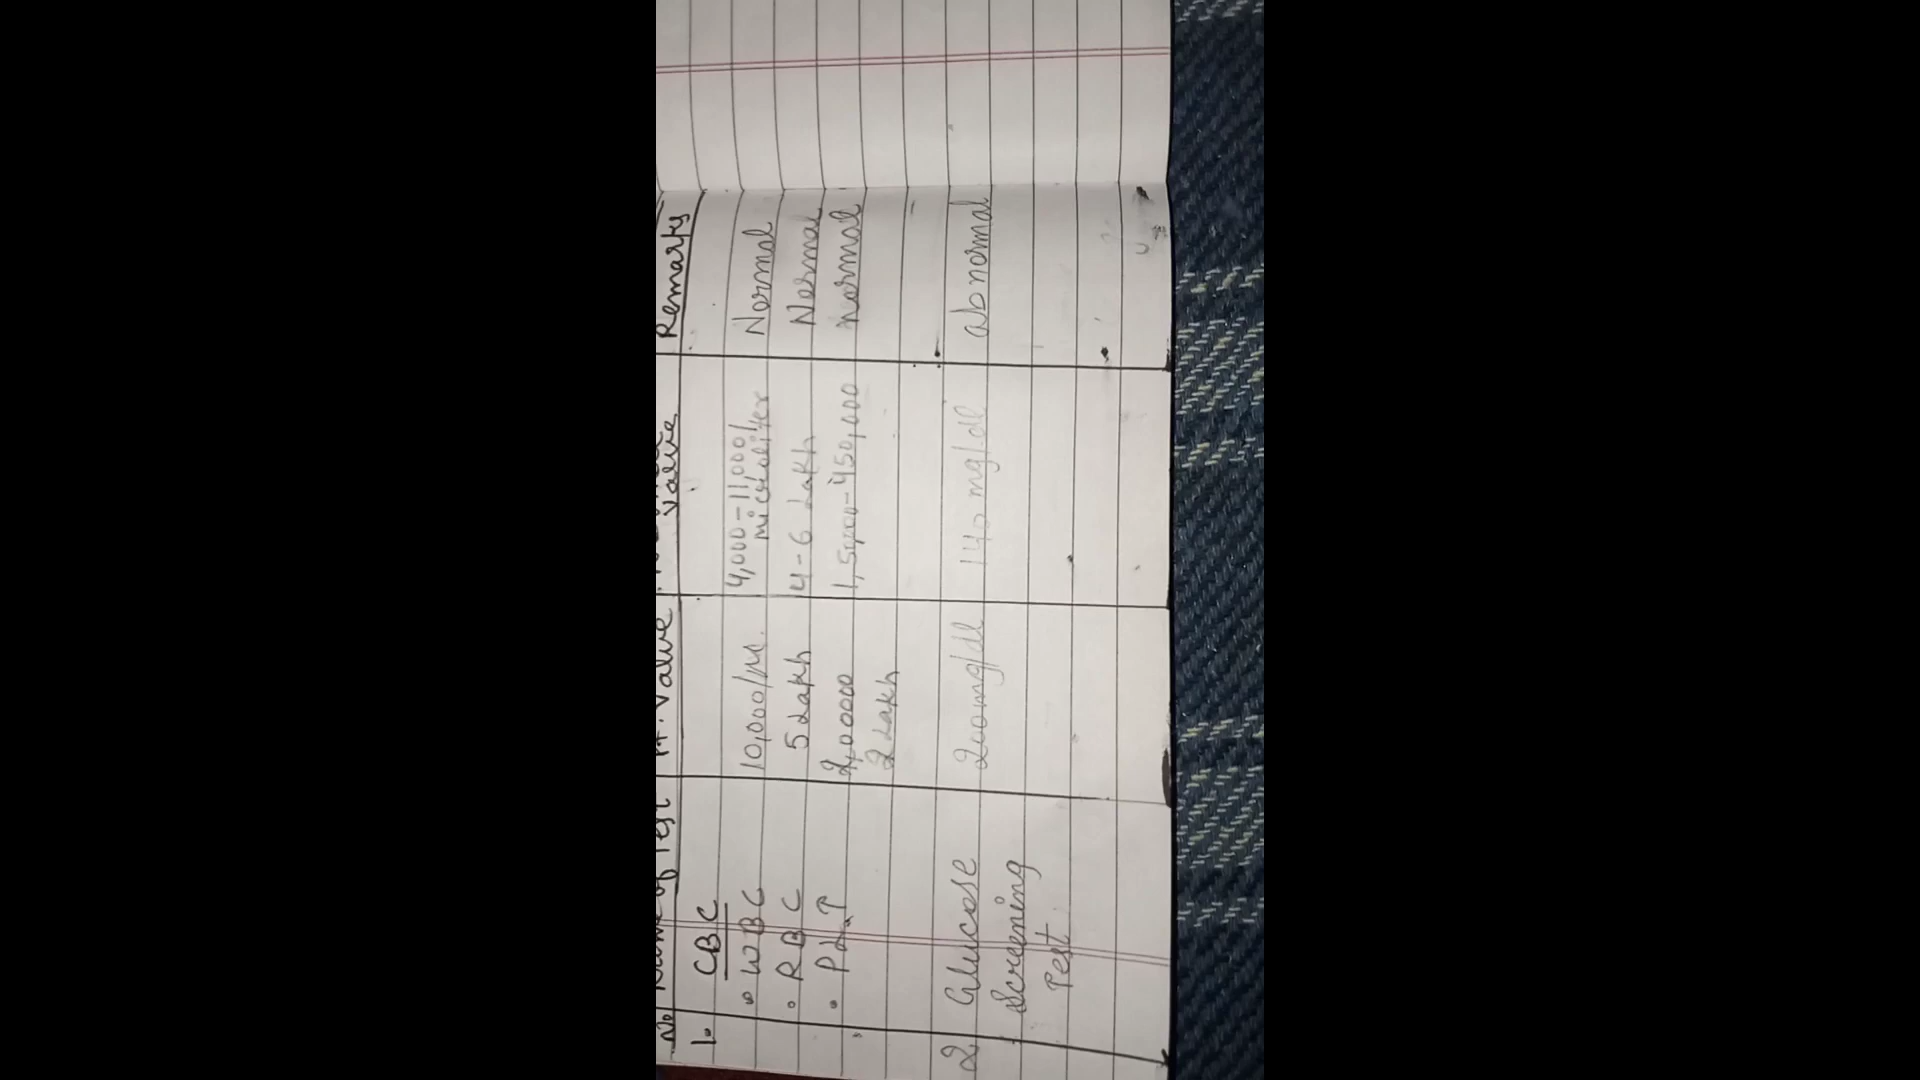 No Name of Test Pt. Value Value Remarks
1. CBC
• WBC 10,000/µl. 4,000-11,000/ Normal
microliter
• RBC 5 Lakh 4-6 Lakh Normal
• PLT 2,00000 1,50,000-450,000 Normal
2 Lakh
2 Glucose 200mg/dl 140 mg/dl abnormal
Screening
Test